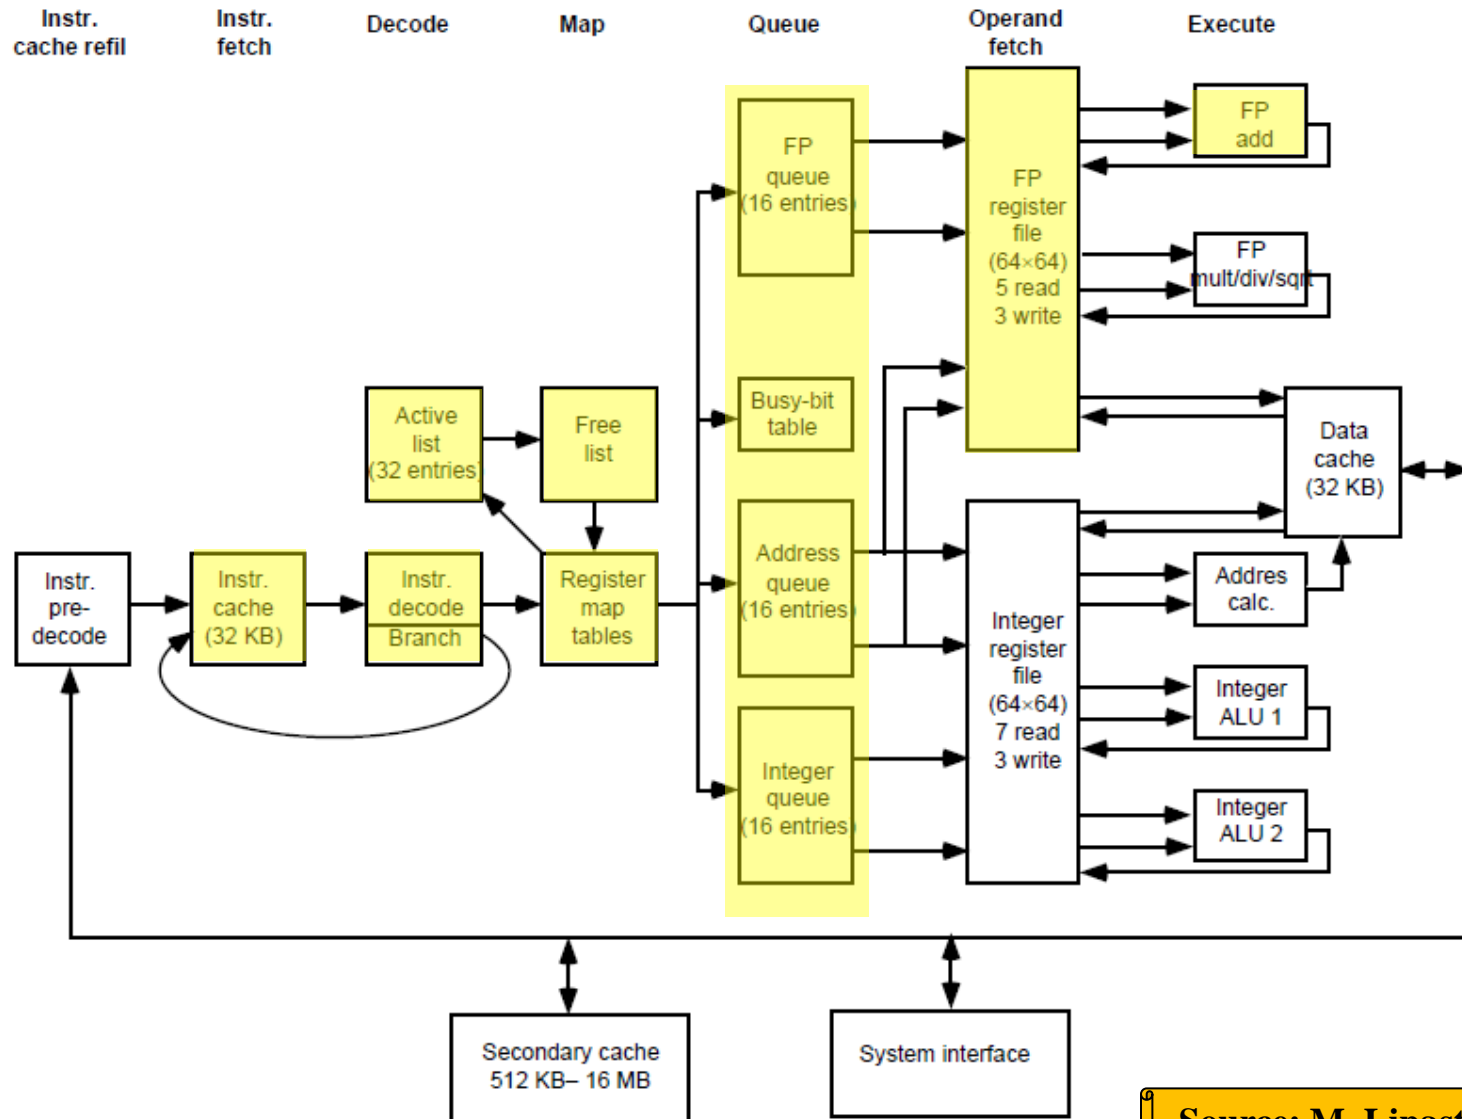 Instr.
cache refil
Instr.
fetch
Decode
Map
Queue
Operand
fetch
Execute
FP
queue
(16 entries)
FP
register
file
(64×64)
5 read
3 write
FP
add
FP
mult/div/sqrt
Active
list
(32 entries)
Free
list
Busy-bit
table
Data
cache
(32 KB)
Instr.
pre-
decode
Instr.
cache
(32 KB)
Instr.
decode
Branch
Register
map
tables
Address
queue
(16 entries)
Integer
register
file
(64×64)
7 read
3 write
Addres
calc.
Integer
ALU 1
Integer
queue
(16 entries)
Integer
ALU 2
Secondary cache
512 KB– 16 MB
System interface
Source: M.